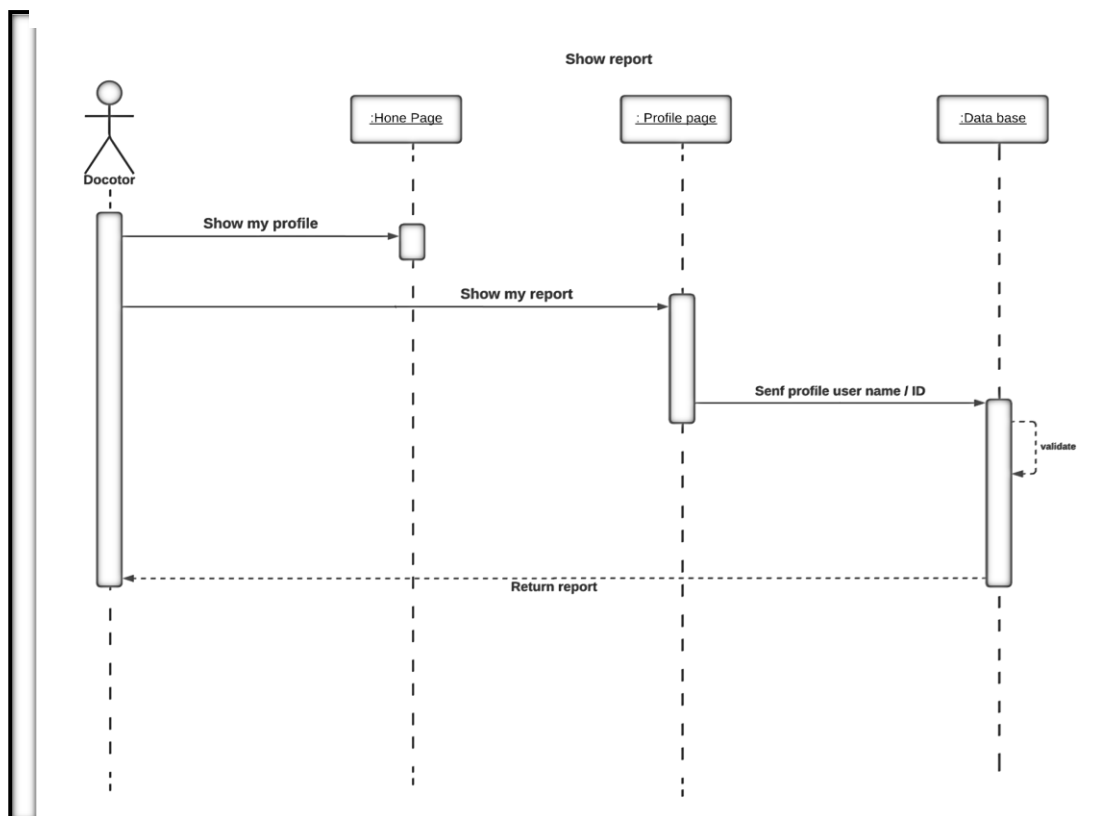 Show report
:Hone Page
: Profile page
:Data base
Docotor
Show my profile
Show my report
Senf profile user name / ID
validate
Return report